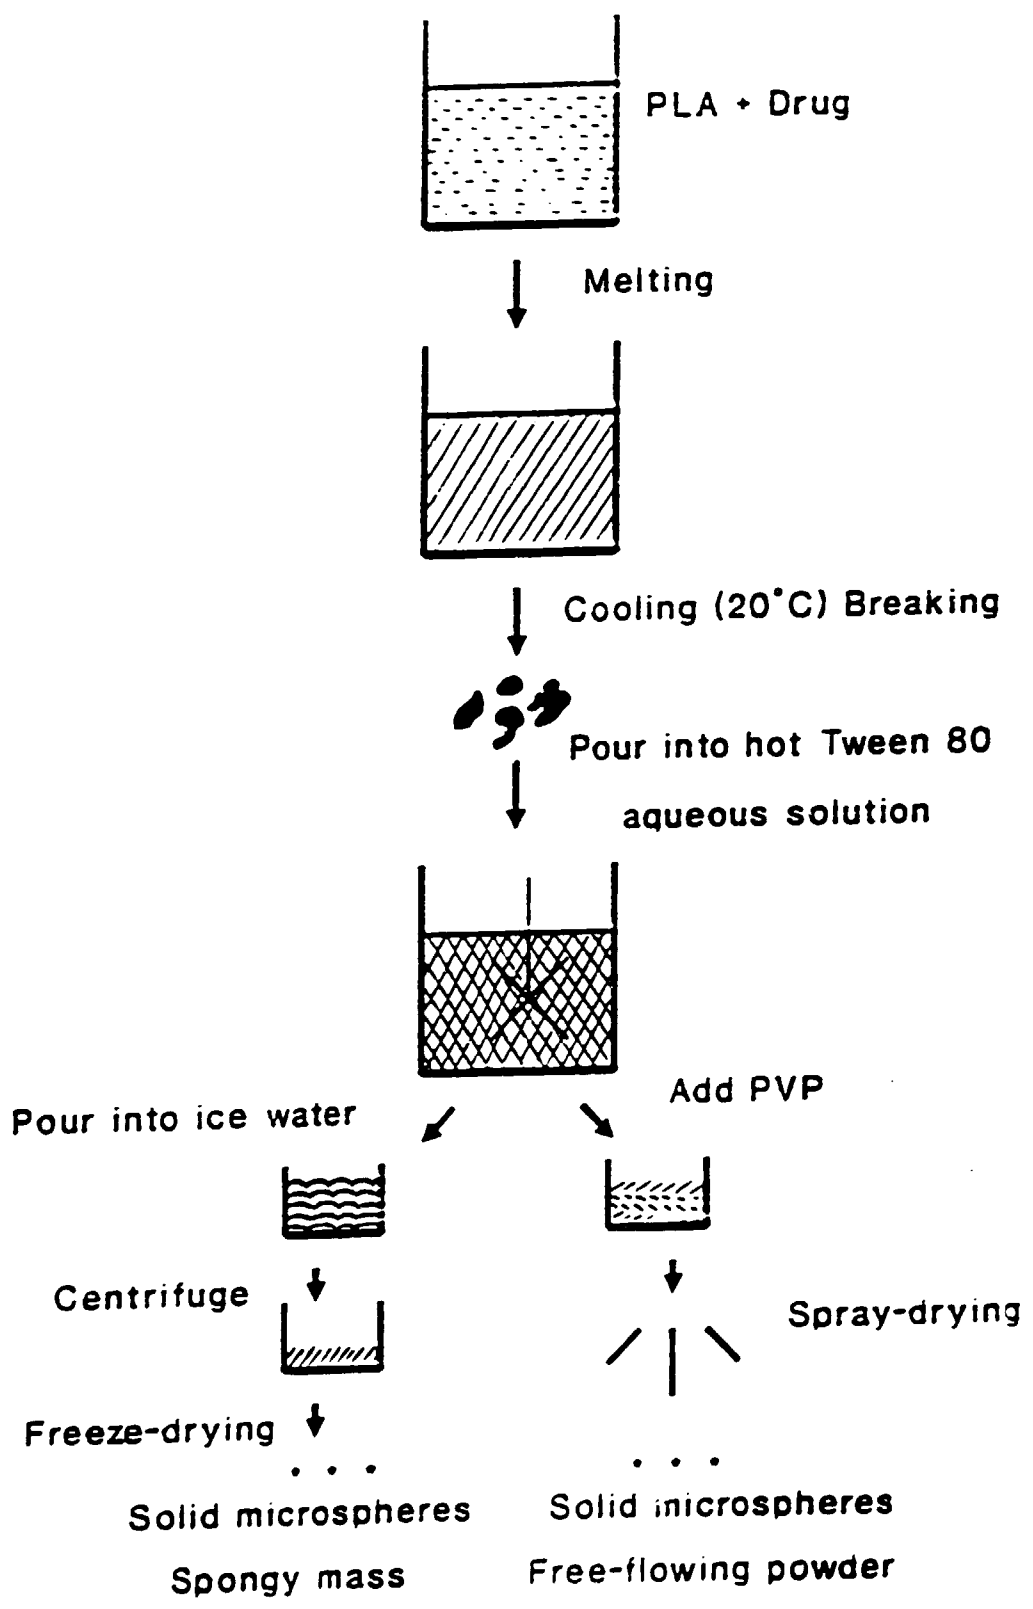 PLA + Drug
Melting
Cooling (20°C) Breaking
Pour into hot Tween 80
aqueous solution
Pour into ice water
Add PVP
Centrifuge
Spray-drying
Freeze-drying
Solid microspheres
Spongy mass
Solid microspheres
Free-flowing powder